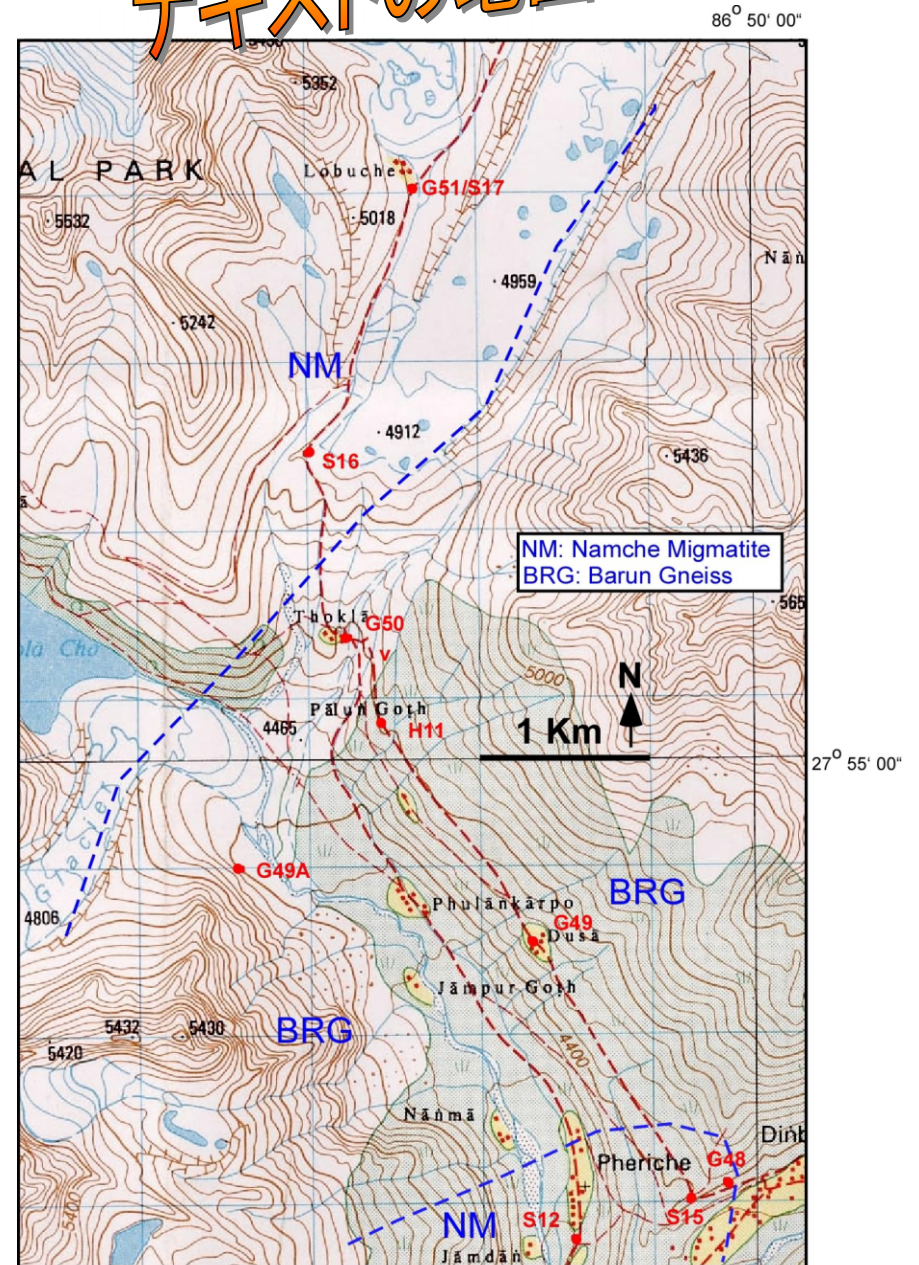 テキストの地図
86° 50' 00"
5352
AL PARK
Lobuche
G51/S17
5532
5018
Nān
4959
5242
NM
4912
S16
5436
NM: Namche Migmatite
BRG: Barun Gneiss
565
Thoklā
G50
v
5000
N
Pālun Goth
H11
4465
1 Km
27° 55' 00"
Glacier
G49A
BRG
4806
Phulānkārpo
G49
Dusā
Jāmpur Goth
5432
5430
BRG
5420
4400
Nānmā
Dinb
Pheriche
G48
5400
NM
S12
S15
Jāmdān